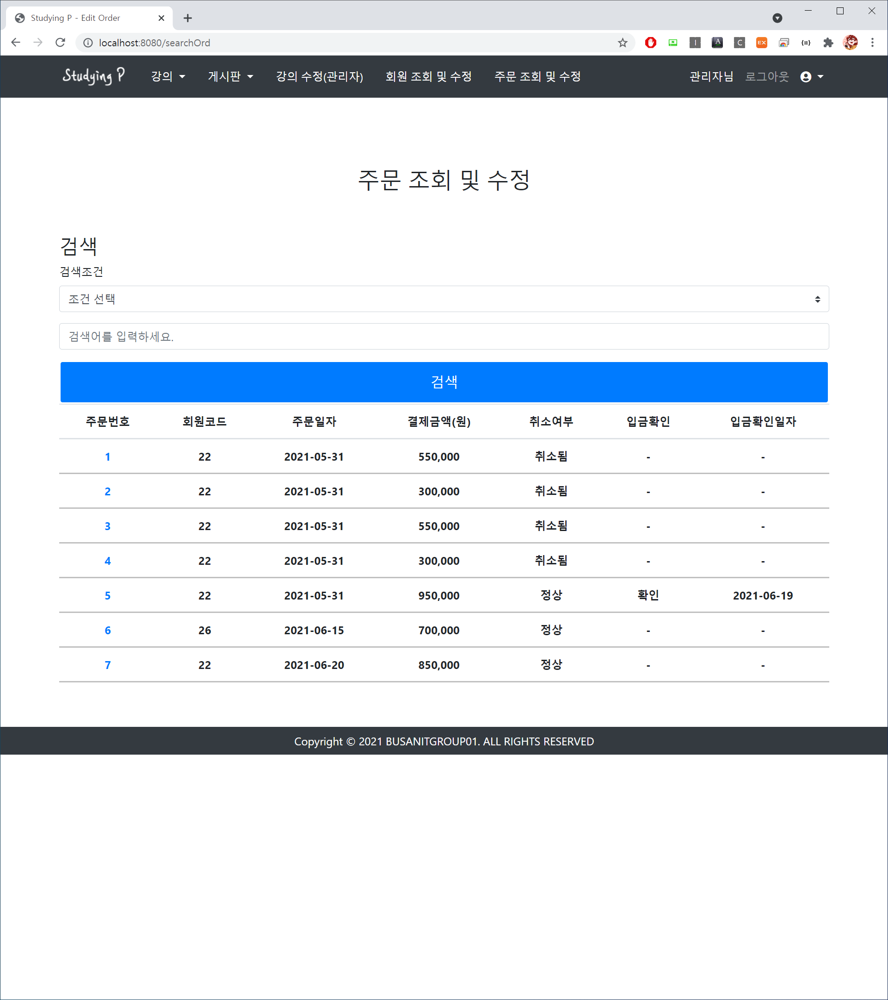 Studying P - Edit Order
localhost:8080/searchOrd
Studying P 강의 게시판 강의 수정(관리자) 회원 조회 및 수정 주문 조회 및 수정 관리자님 로그아웃
주문 조회 및 수정
검색
검색조건
조건 선택
검색어를 입력하세요.
검색
주문번호 회원코드 주문일자 결제금액(원) 취소여부 입금확인 입금확인일자
1 22 2021-05-31 550,000 취소됨 - -
2 22 2021-05-31 300,000 취소됨 - -
3 22 2021-05-31 550,000 취소됨 - -
4 22 2021-05-31 300,000 취소됨 - -
5 22 2021-05-31 950,000 정상 확인 2021-06-19
6 26 2021-06-15 700,000 정상 - -
7 22 2021-06-20 850,000 정상 - -
Copyright © 2021 BUSANITGROUP01. ALL RIGHTS RESERVED